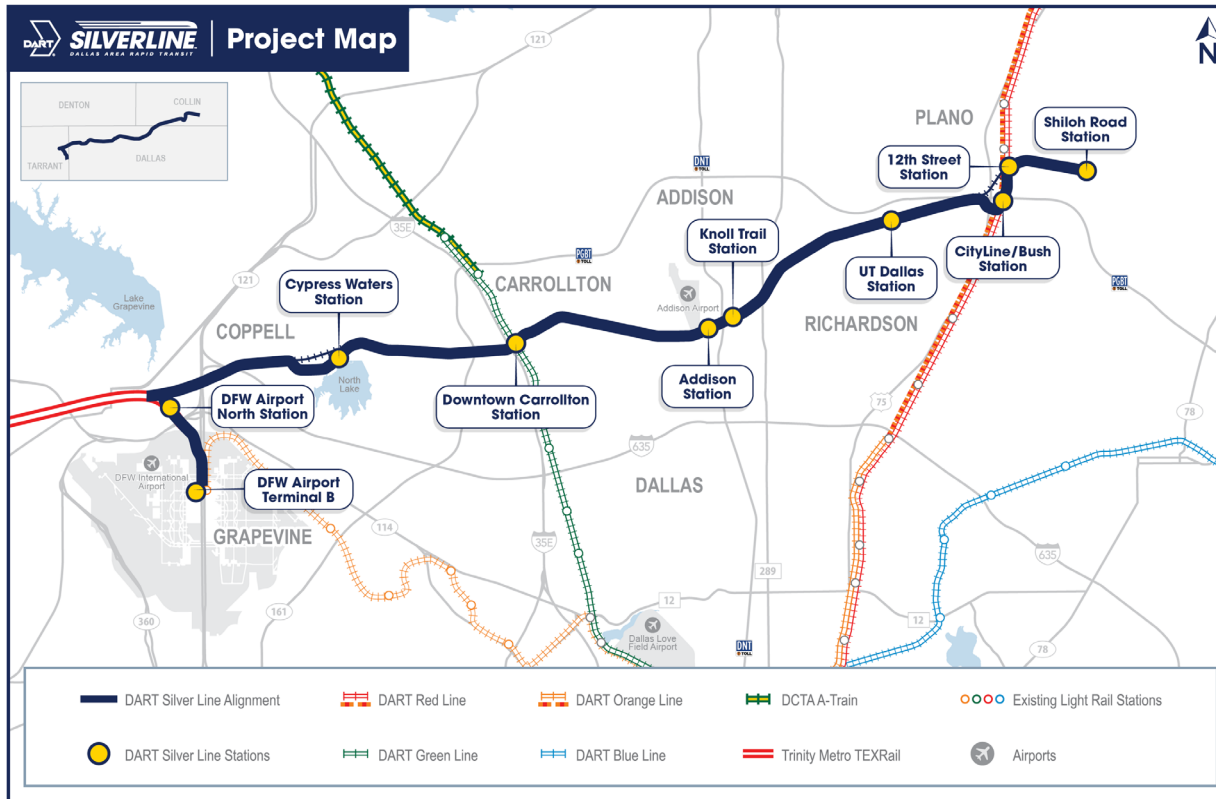 DART SILVERLINE
DALLAS AREA RAPID TRANSIT
Project Map
N
DENTON
COLLIN
TARRANT
DALLAS
121
PLANO
Shiloh Road
Station
12th Street
Station
DNT
TOLL
ADDISON
Knoll Trail
Station
35E
PGBT
TOLL
CARROLLTON
UT Dallas
Station
CityLine/Bush
Station
PGBT
TOLL
121
Lake
Grapevine
Cypress Waters
Station
COPPELL
Addison Airport
RICHARDSON
North
Lake
Addison
Station
DFW Airport
North Station
Downtown Carrollton
Station
75
78
635
DFW International
Airport
DFW Airport
Terminal B
DALLAS
GRAPEVINE
114
35E
635
289
12
161
360
12
Dallas Love
Field Airport
DNT
TOLL
78
DART Silver Line Alignment
DART Red Line
DART Orange Line
DCTA A-Train
Existing Light Rail Stations
DART Silver Line Stations
DART Green Line
DART Blue Line
Trinity Metro TEXRail
Airports